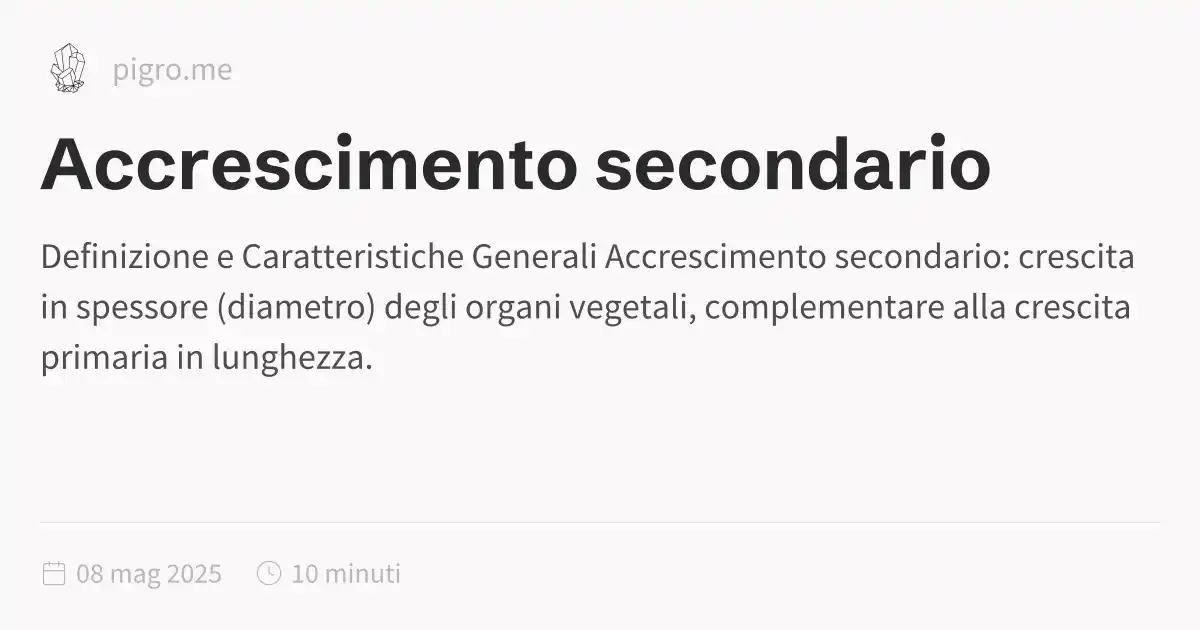 pigro.me
Accrescimento secondario
Definizione e Caratteristiche Generali Accrescimento secondario: crescita
in spessore (diametro) degli organi vegetali, complementare alla crescita
primaria in lunghezza.
08 mag 2025 10 minuti